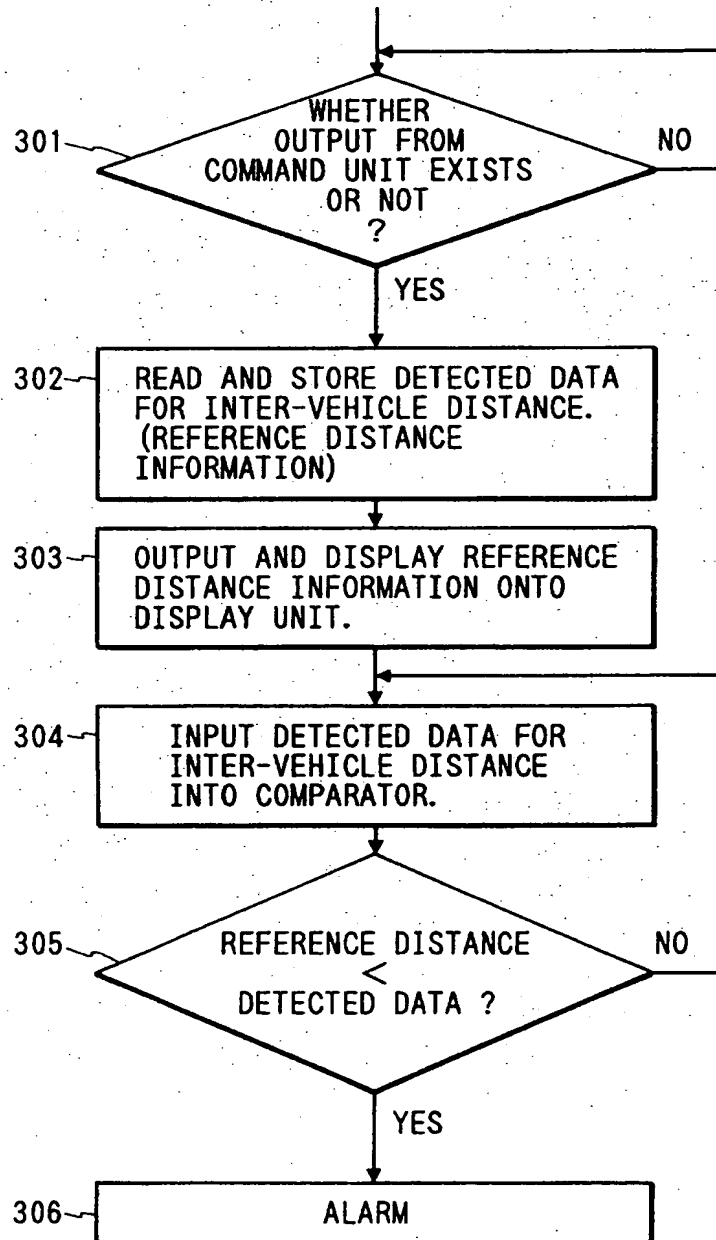 WHETHER
OUTPUT FROM
COMMAND UNIT EXISTS
OR NOT
?
301
NO
YES
302
READ AND STORE DETECTED DATA
FOR INTER-VEHICLE DISTANCE.
(REFERENCE DISTANCE
INFORMATION)
303
OUTPUT AND DISPLAY REFERENCE
DISTANCE INFORMATION ONTO
DISPLAY UNIT.
304
INPUT DETECTED DATA FOR
INTER-VEHICLE DISTANCE
INTO COMPARATOR.
305
REFERENCE DISTANCE
<
DETECTED DATA ?
NO
YES
306
ALARM